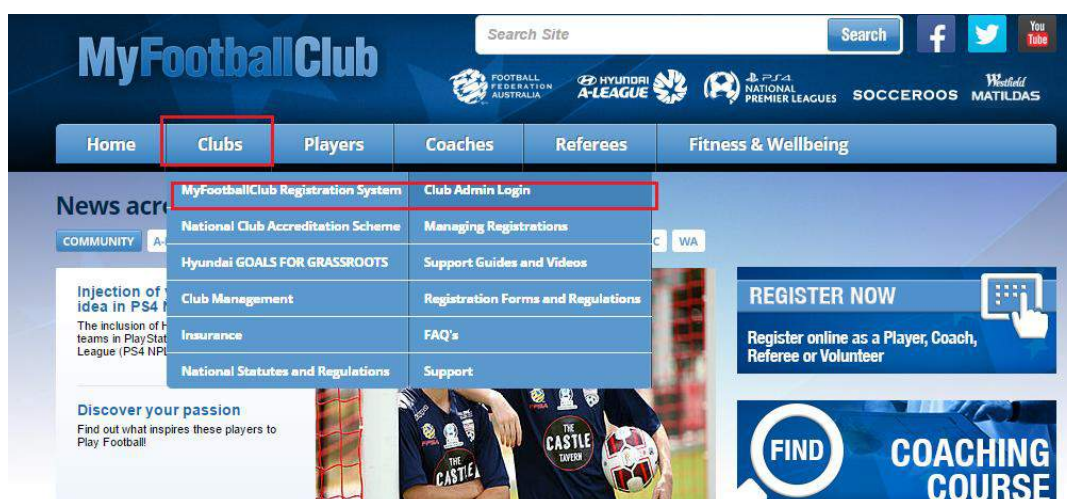 Search Site
Search
You
Tube
MyFootballClub
FOOTBALL
FEDERATION
AUSTRALIA
HYUNDAI
A-LEAGUE
PS4
NATIONAL
PREMIER LEAGUES
SOCCEROOS
Westfield
MATILDAS
Home
Clubs
Players
Coaches
Referees
Fitness & Wellbeing
MyFootballClub Registration System
Club Admin Login
News acr
National Club Accreditation Scheme
Managing Registrations
COMMUNITY
A-
C
WA
Hyundai GOALS FOR GRASSROOTS
Support Guides and Videos
Club Management
Registration Forms and Regulations
Insurance
FAQ's
National Statutes and Regulations
Support
Injection of
idea in PS4
The inclusion of
teams in PlayStat
League (PS4 NPL
Discover your passion
Find out what inspires these players to
Play Football!
THE
CASTLE
THE
CASTLE
TAVERN
REGISTER NOW
Register online as a Player, Coach,
Referee or Volunteer
FIND
COACHING
COURSE